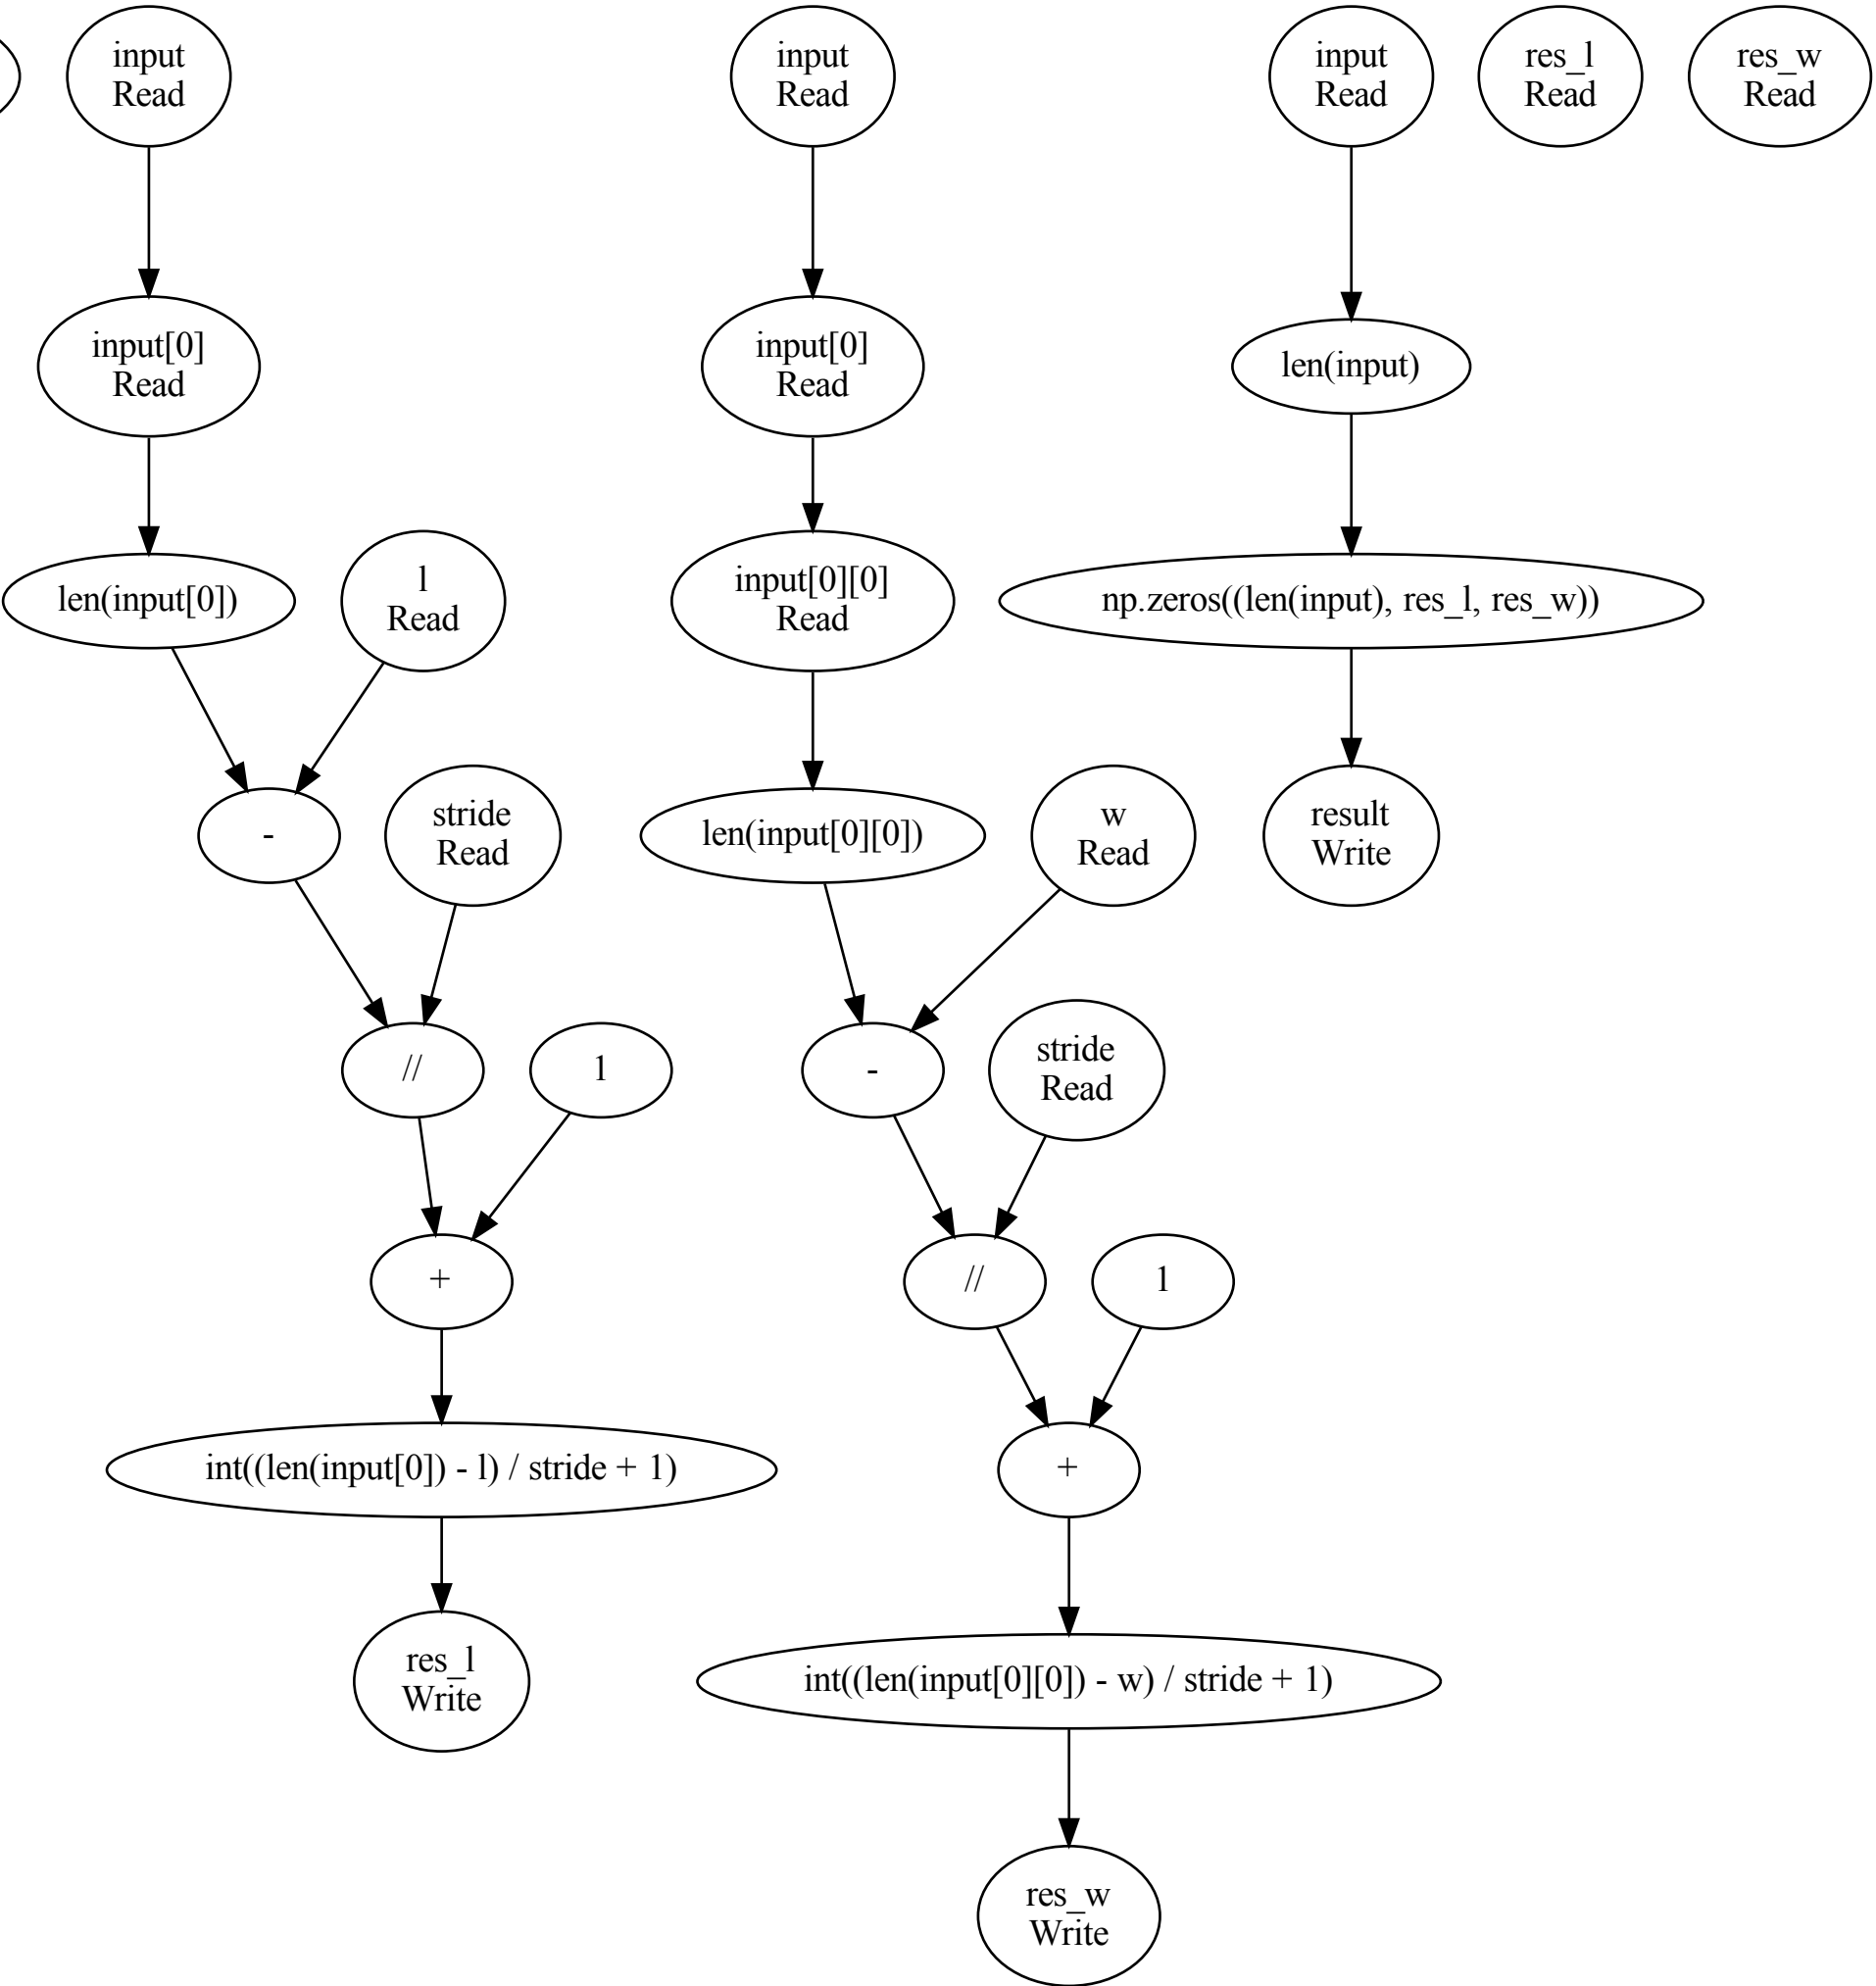 input
Read
input
Read
input
Read
res_l
Read
res_w
Read
input[0]
Read
input[0]
Read
len(input)
len(input[0])
l
Read
input[0][0]
Read
np.zeros((len(input), res_l, res_w))
-
stride
Read
len(input[0][0])
w
Read
result
Write
//
1
-
stride
Read
+
//
1
int((len(input[0]) - l) / stride + 1)
+
res_l
Write
int((len(input[0][0]) - w) / stride + 1)
res_w
Write